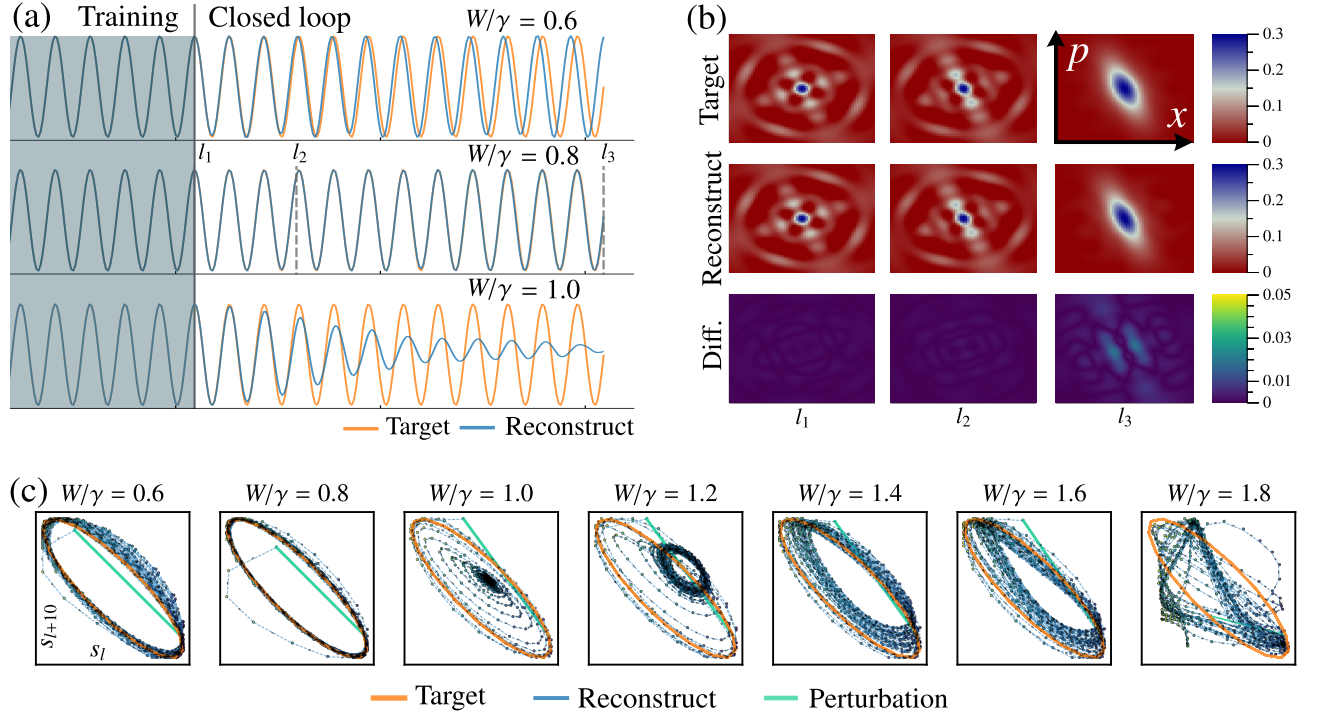 (a)
Training
Closed loop
W/γ = 0.6
l₁
l₂
W/γ = 0.8
l₃
W/γ = 1.0
Target
Reconstruct
(b)
Target
p
x
0.3
0.2
0.1
0
Reconstruct
0.3
0.2
0.1
0
Diff.
0.05
0.03
0.01
0
l₁
l₂
l₃
(c)
W/γ = 0.6
W/γ = 0.8
W/γ = 1.0
W/γ = 1.2
W/γ = 1.4
W/γ = 1.6
W/γ = 1.8
sₗ₊₁₀
sₗ
Target
Reconstruct
Perturbation